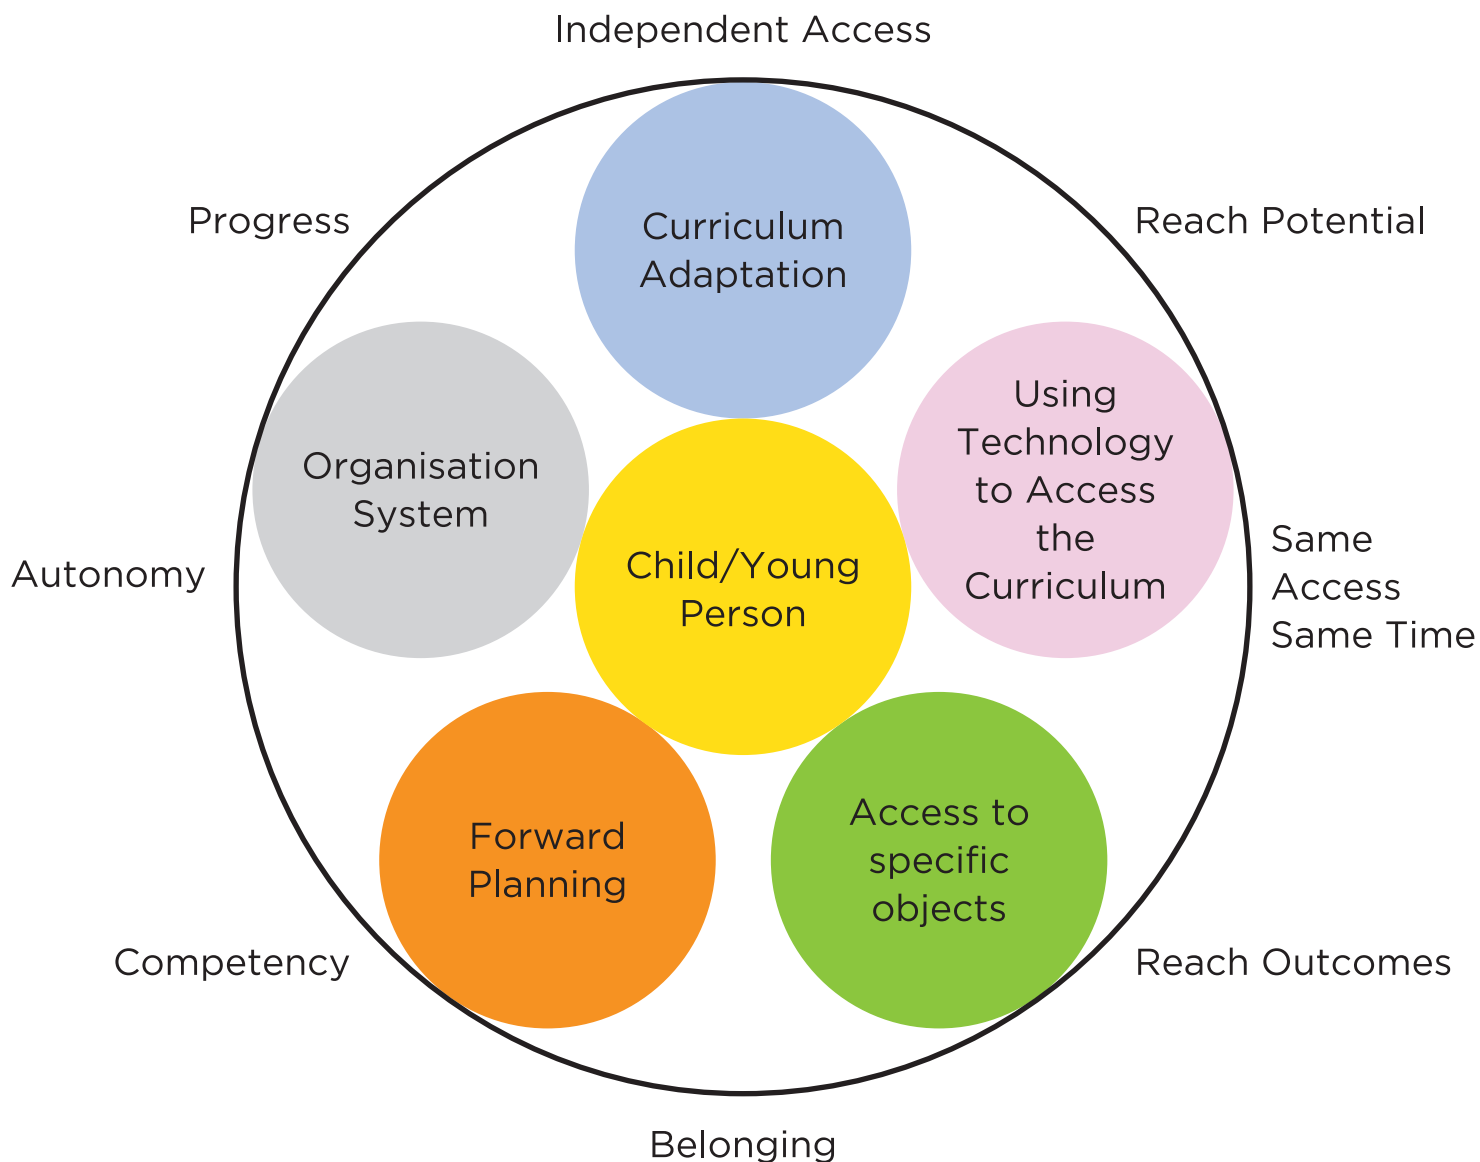 Independent Access
Progress
Reach Potential
Curriculum
Adaptation
Organisation
System
Using
Technology
to Access
the
Curriculum
Autonomy
Child/Young
Person
Same
Access
Same Time
Forward
Planning
Access to
specific
objects
Competency
Reach Outcomes
Belonging